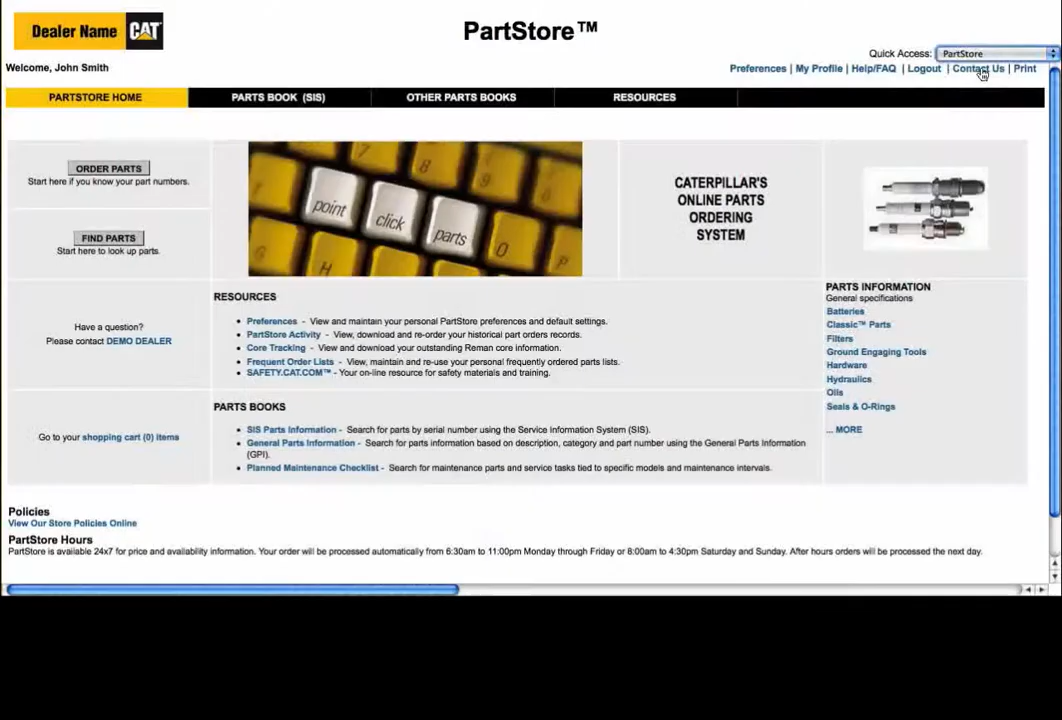 Dealer Name CAT
PartStore™
Quick Access: PartStore
Welcome, John Smith
Preferences | My Profile | Help/FAQ | Logout | Contact Us | Print
PARTSTORE HOME PARTS BOOK (SIS) OTHER PARTS BOOKS RESOURCES
ORDER PARTS
Start here if you know your part numbers.
FIND PARTS
Start here to look up parts.
7 8 9 6
point click parts
G H O P
CATERPILLAR'S
ONLINE PARTS
ORDERING
SYSTEM
Have a question?
Please contact DEMO DEALER
RESOURCES
• Preferences - View and maintain your personal PartStore preferences and default settings.
• PartStore Activity - View, download and re-order your historical part orders records.
• Core Tracking - View and download your outstanding Reman core information.
• Frequent Order Lists - View, maintain and re-use your personal frequently ordered parts lists.
• SAFETY.CAT.COM™ - Your on-line resource for safety materials and training.
Go to your shopping cart (0) items
PARTS BOOKS
• SIS Parts Information - Search for parts by serial number using the Service Information System (SIS).
• General Parts Information - Search for parts information based on description, category and part number using the General Parts Information
(GPI).
• Planned Maintenance Checklist - Search for maintenance parts and service tasks tied to specific models and maintenance intervals.
PARTS INFORMATION
General specifications
Batteries
Classic™ Parts
Filters
Ground Engaging Tools
Hardware
Hydraulics
Oils
Seals & O-Rings
... MORE
Policies
View Our Store Policies Online
PartStore Hours
PartStore is available 24x7 for price and availability information. Your order will be processed automatically from 6:30am to 11:00pm Monday through Friday or 8:00am to 4:30pm Saturday and Sunday. After hours orders will be processed the next day.